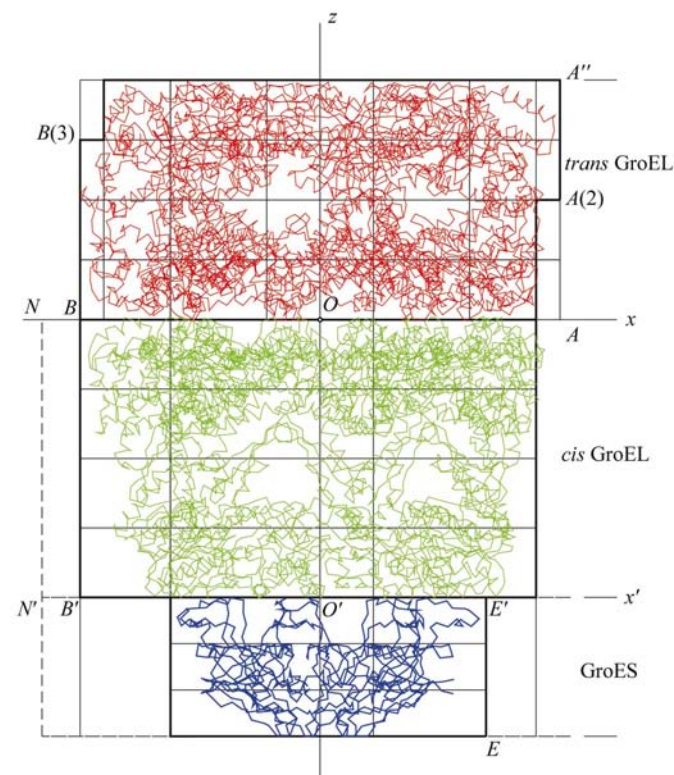 z
A″
B(3)
trans GroEL
A(2)
N B O x
A
cis GroEL
N′ B′ O′ E′ x′
GroES
E